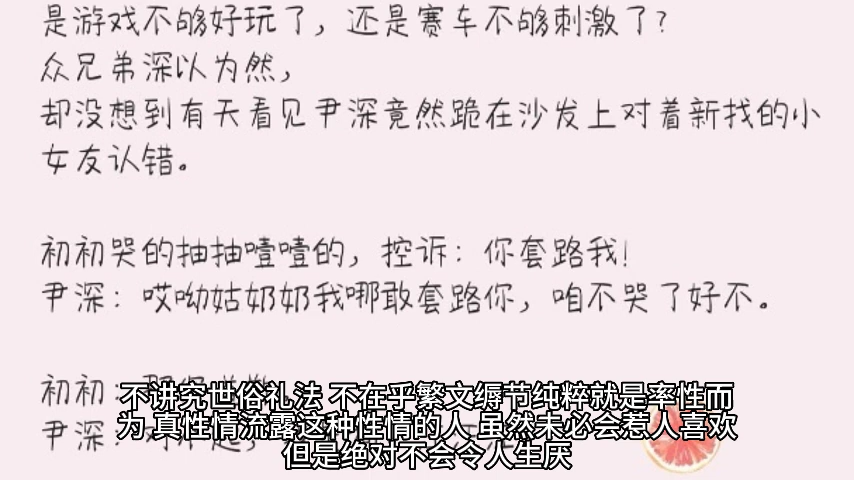 是游戏不够好玩了，还是赛车不够刺激了？
众兄弟深以为然，
却没想到有天看见尹深竟然跪在沙发上对着新找的小
女友认错。
初初哭的抽抽噎噎的，控诉：你套路我！
尹深：哎呦姑奶奶我哪敢套路你，咱不哭了好不。
初初：
尹深：对不起，
不讲究世俗礼法 不在乎繁文缛节纯粹就是率性而
为 真性情流露这种性情的人 虽然未必会惹人喜欢
但是绝对不会令人生厌